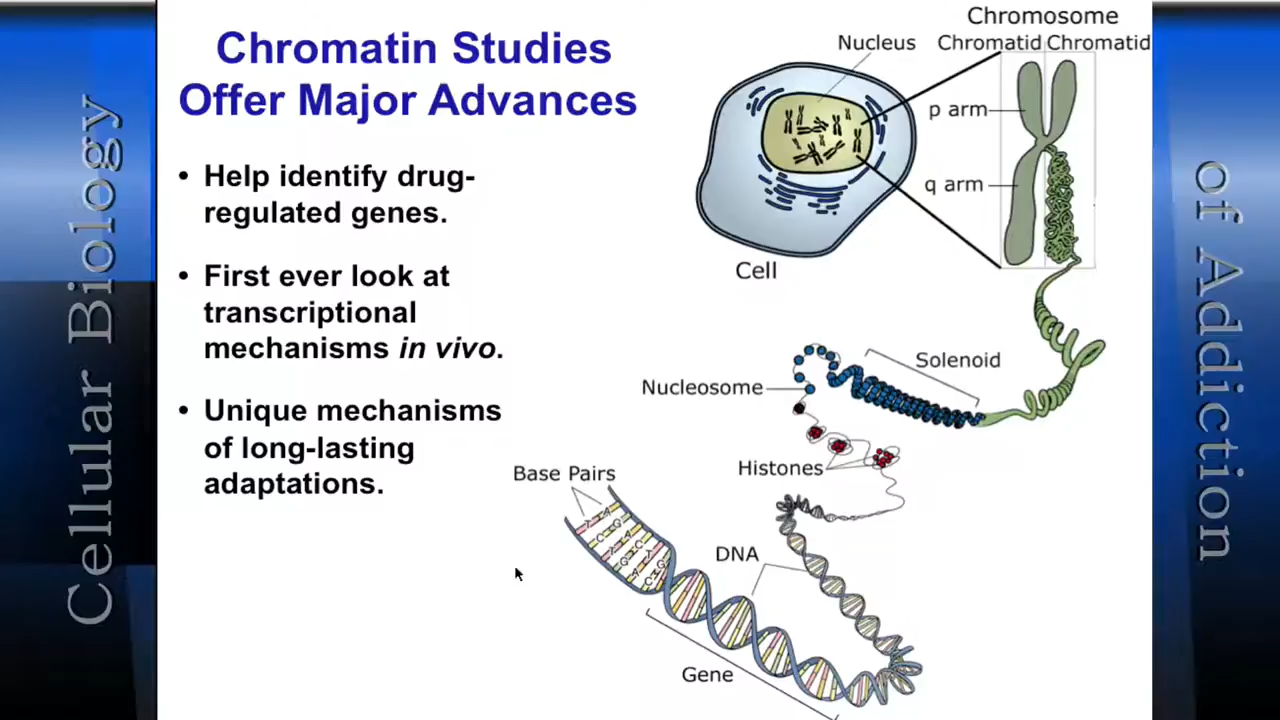 Cellular Biology
Chromatin Studies
Offer Major Advances
• Help identify drug-
regulated genes.
• First ever look at
transcriptional
mechanisms in vivo.
• Unique mechanisms
of long-lasting
adaptations.
Chromosome
Nucleus
Chromatid Chromatid
p arm
q arm
Cell
Solenoid
Nucleosome
Histones
Base Pairs
DNA
Gene
of Addiction